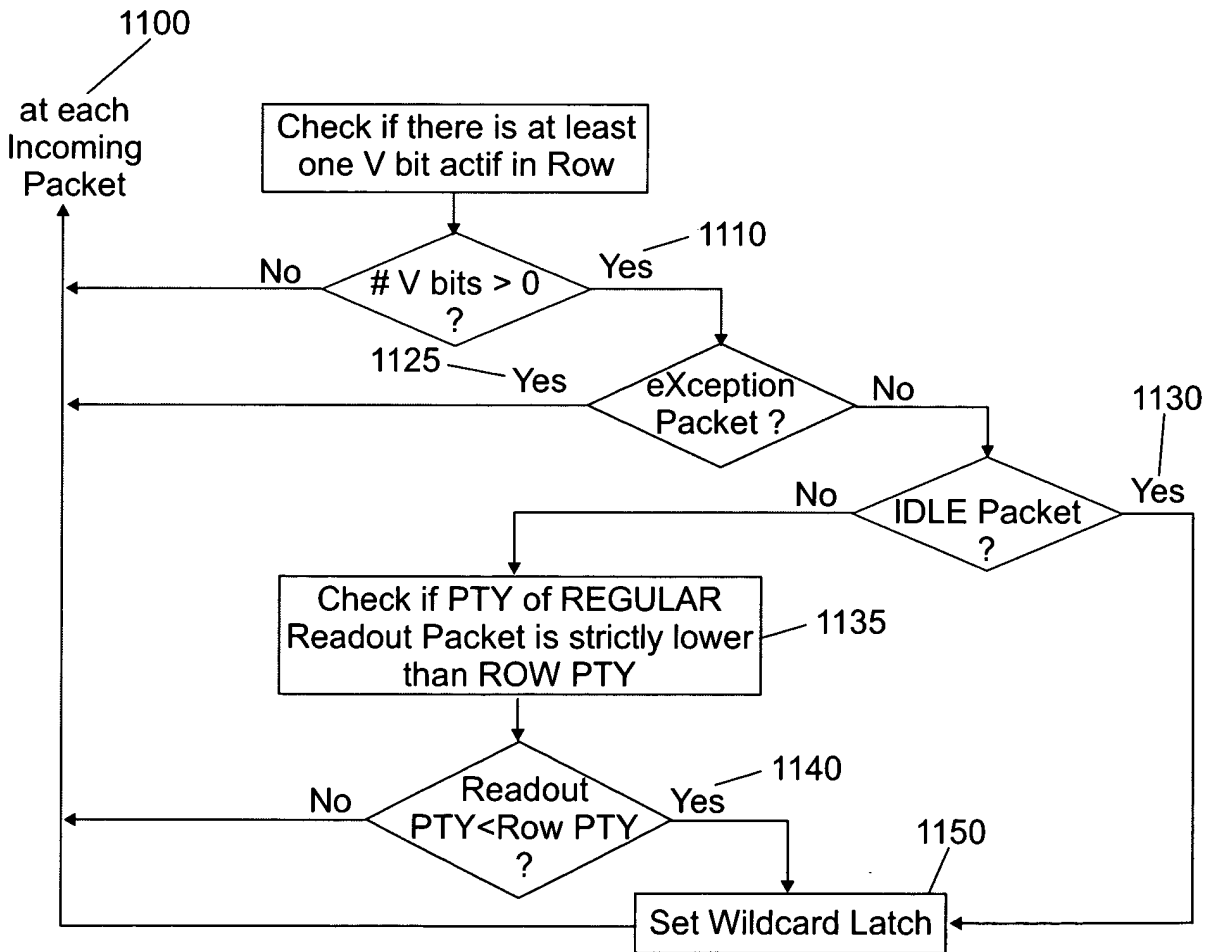 1100
at each
Incoming
Packet
Check if there is at least
one V bit actif in Row
No
# V bits > 0
?
Yes
1110
1125
Yes
eXception
Packet ?
No
1130
No
IDLE Packet
?
Yes
Check if PTY of REGULAR
Readout Packet is strictly lower
than ROW PTY
1135
No
Readout
PTY<Row PTY
?
Yes
1140
1150
Set Wildcard Latch